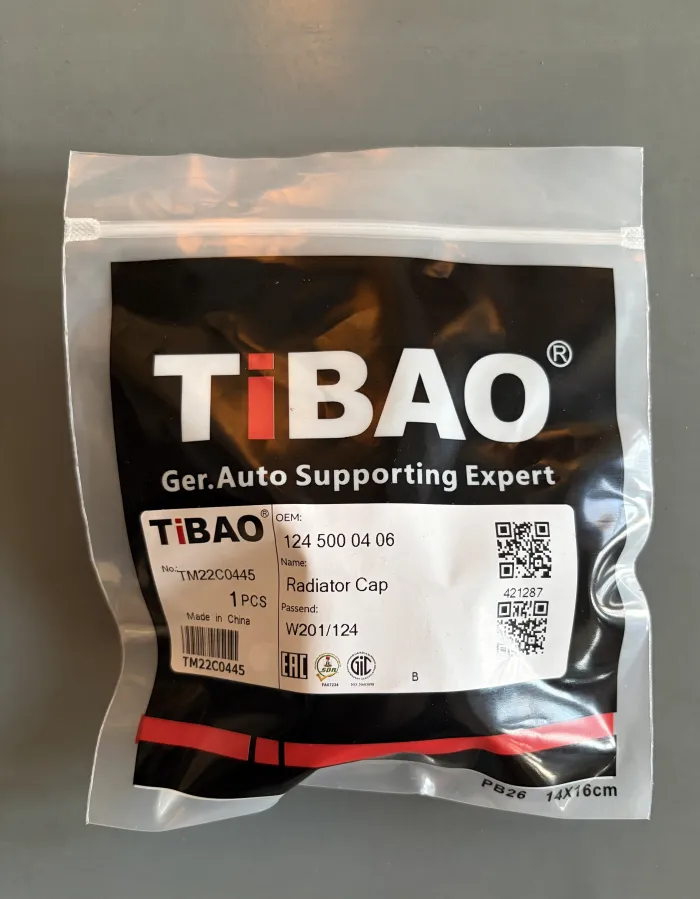 TiBAO®
Ger.Auto Supporting Expert
TiBAO®
No.: TM22C0445
1 PCS
Made in China
TM22C0445
OEM:
124 500 04 06
Name:
Radiator Cap
Passend:
W201/124
EAC
GIC
B
421287
PB26 14X16cm